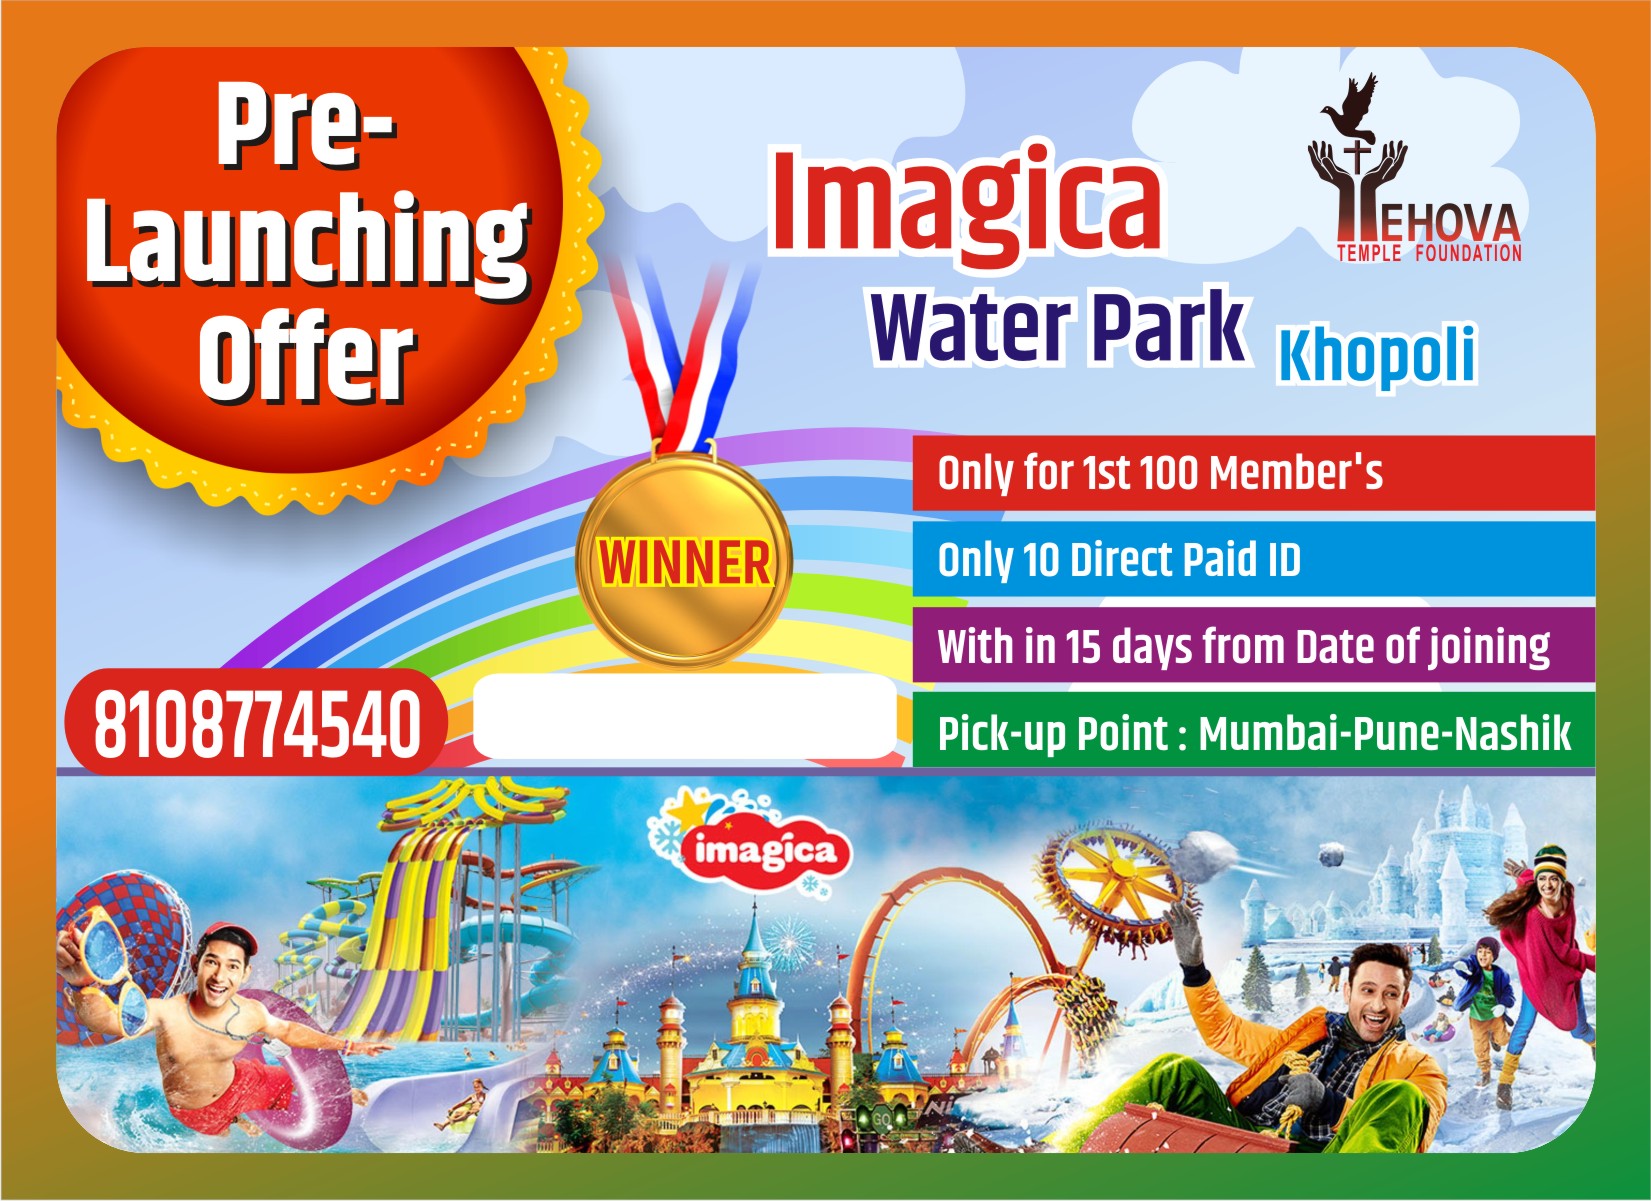 Pre-
Launching
Offer
Imagica
Water Park
Khopoli
EHOVA
TEMPLE FOUNDATION
WINNER
Only for 1st 100 Member's
Only 10 Direct Paid ID
With in 15 days from Date of joining
Pick-up Point : Mumbai-Pune-Nashik
8108774540
imagica
GO